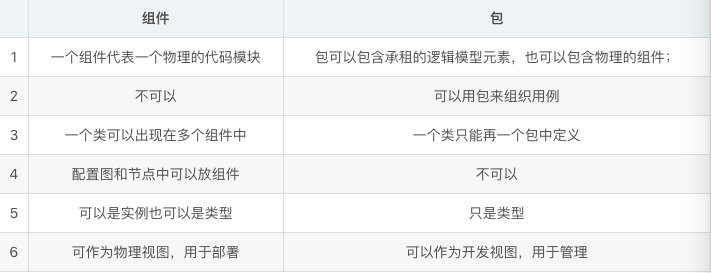 组件 包
1 一个组件代表一个物理的代码模块 包可以包含承租的逻辑模型元素，也可以包含物理的组件；
2 不可以 可以用包来组织用例
3 一个类可以出现在多个组件中 一个类只能再一个包中定义
4 配置图和节点中可以放组件 不可以
5 可以是实例也可以是类型 只是类型
6 可作为物理视图，用于部署 可以作为开发视图，用于管理